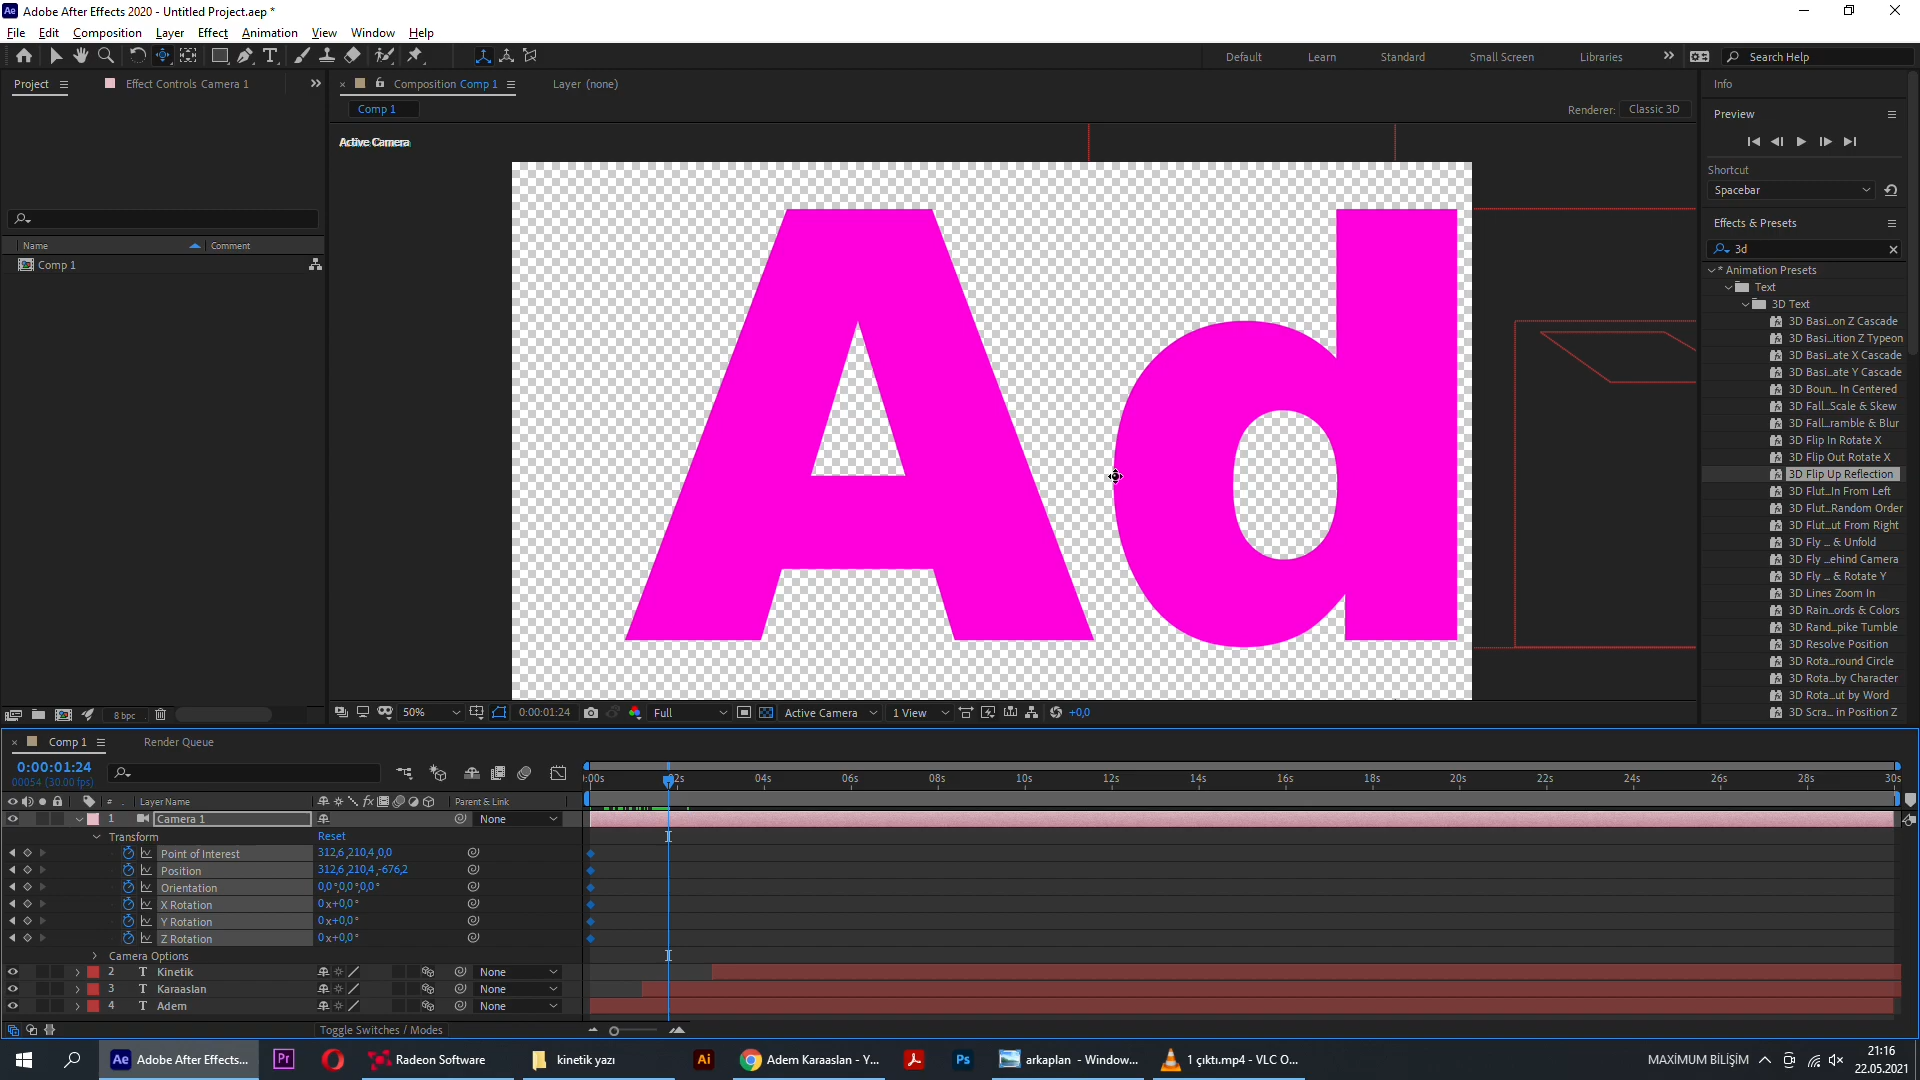 Adobe After Effects 2020 - Untitled Project.aep *
File Edit Composition Layer Effect Animation View Window Help
Default Learn Standard Small Screen Libraries Search Help
Project Effect Controls Camera 1
Composition Comp 1 Layer (none)
Comp 1
Renderer: Classic 3D
Active Camera
Ad
Name Comment
Comp 1
8 bpc
50% 0:00:01:24 Full Active Camera 1 View +0,0
Info
Preview
Shortcut
Spacebar
Effects & Presets
3d
* Animation Presets
Text
3D Text
3D Basi...on Z Cascade
3D Basi...ition Z Typeon
3D Basi...ate X Cascade
3D Basi...ate Y Cascade
3D Boun... In Centered
3D Fall...Scale & Skew
3D Fall...ramble & Blur
3D Flip In Rotate X
3D Flip Out Rotate X
3D Flip Up Reflection
3D Flut...In From Left
3D Flut...Random Order
3D Flut...ut From Right
3D Fly ... & Unfold
3D Fly ...ehind Camera
3D Fly ... & Rotate Y
3D Lines Zoom In
3D Rain...ords & Colors
3D Rand...pike Tumble
3D Resolve Position
3D Rota...round Circle
3D Rota...by Character
3D Rota...ut by Word
3D Scra... in Position Z
Comp 1 Render Queue
0:00:01:24
00054 (30.00 fps)
):00s 02s 04s 06s 08s 10s 12s 14s 16s 18s 20s 22s 24s 26s 28s 30s
# Layer Name Parent & Link
1 Camera 1 None
Transform Reset
Point of Interest 312,6 ,210,4 ,0,0
Position 312,6 ,210,4 ,-676,2
Orientation 0,0 °,0,0 °,0,0 °
X Rotation 0 x+0,0 °
Y Rotation 0 x+0,0 °
Z Rotation 0 x+0,0 °
Camera Options
2 T Kinetik None
3 T Karaaslan None
4 T Adem None
Toggle Switches / Modes
Ae Adobe After Effects...
Pr
Radeon Software
kinetik yazı
Ai
Adem Karaaslan - Y...
Ps
arkaplan - Window...
1 çıktı.mp4 - VLC O...
MAXİMUM BİLİŞİM
21:16
22.05.2021